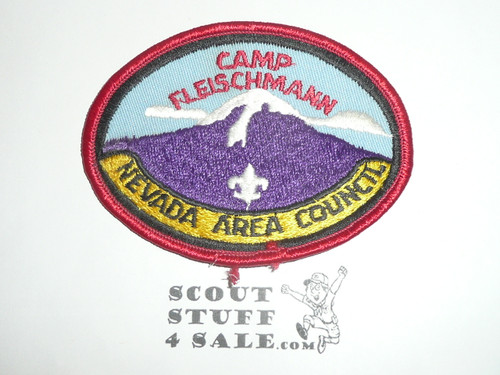 CAMP
FLEISCHMANN
NEVADA AREA COUNCIL
SCOUT
STUFF
4 SALE.COM